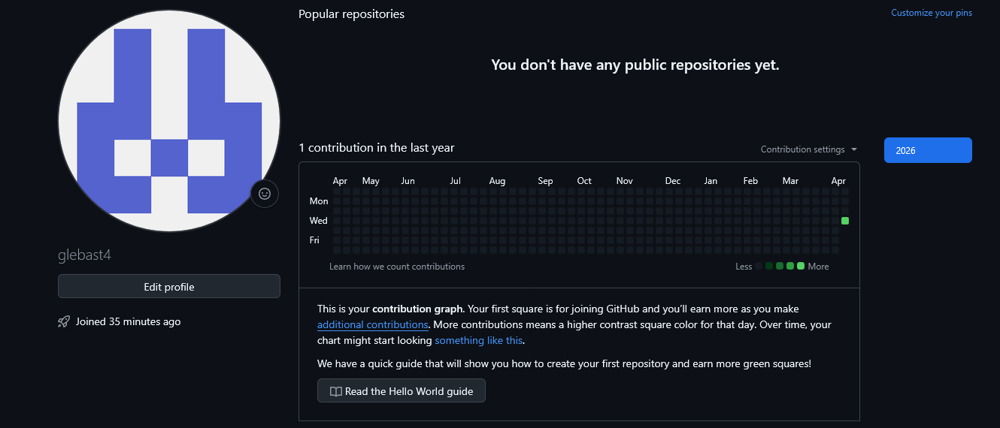 Popular repositories
Customize your pins
You don't have any public repositories yet.
1 contribution in the last year
Contribution settings
2026
Apr May Jun Jul Aug Sep Oct Nov Dec Jan Feb Mar Apr
Mon
Wed
Fri
Learn how we count contributions
Less More
glebast4
Edit profile
Joined 35 minutes ago
This is your contribution graph. Your first square is for joining GitHub and you’ll earn more as you make
additional contributions. More contributions means a higher contrast square color for that day. Over time, your
chart might start looking something like this.
We have a quick guide that will show you how to create your first repository and earn more green squares!
Read the Hello World guide